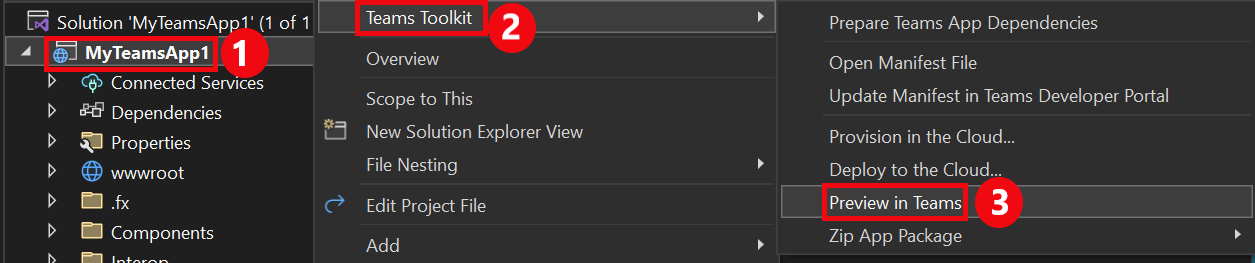 Solution 'MyTeamsApp1' (1 of 1
MyTeamsApp1
1
Connected Services
Dependencies
Properties
wwwroot
.fx
Components
Interop
Teams Toolkit
2
Overview
Scope to This
New Solution Explorer View
File Nesting
Edit Project File
Add
Prepare Teams App Dependencies
Open Manifest File
Update Manifest in Teams Developer Portal
Provision in the Cloud...
Deploy to the Cloud...
Preview in Teams
3
Zip App Package